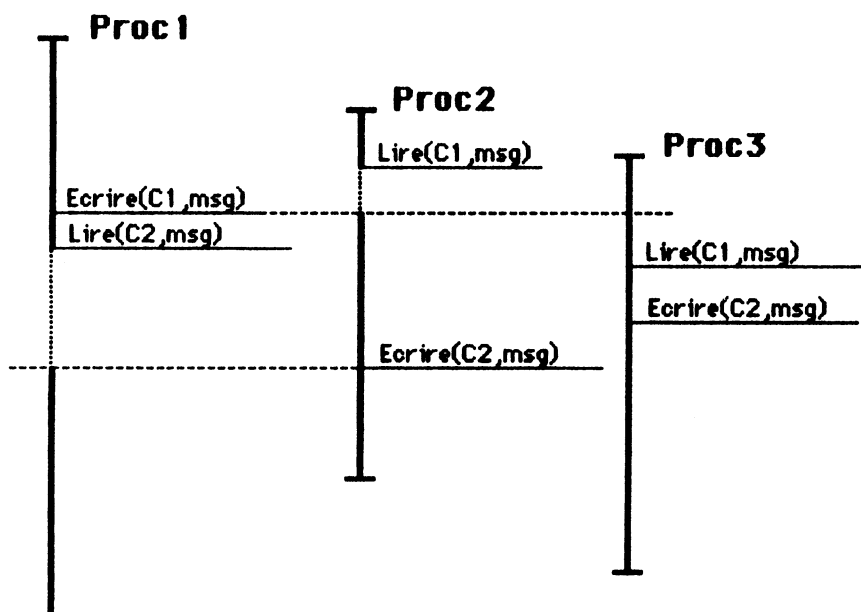 Proc1
Proc2
Proc3
Lire(C1,msg)
Ecrire(C1,msg)
Lire(C2,msg)
Lire(C1,msg)
Ecrire(C2,msg)
Ecrire(C2,msg)